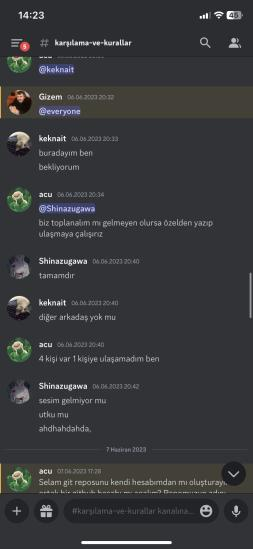 14:23
45
5
# karşılama-ve-kurallar
acu
@keknait
Gizem 06.06.2023 20:32
@everyone
keknait 06.06.2023 20:33
buradayım ben
bekliyorum
acu 06.06.2023 20:34
@Shinazugawa
biz toplanalım mı gelmeyen olursa özelden yazıp
ulaşmaya çalışırız
Shinazugawa 06.06.2023 20:40
tamamdır
keknait 06.06.2023 20:40
diğer arkadaş yok mu
acu 06.06.2023 20:40
4 kişi var 1 kişiye ulaşamadım ben
Shinazugawa 06.06.2023 20:42
sesim gelmiyor mu
utku mu
ahdhahdahda,
7 Haziran 2023
acu 07.06.2023 17:28
Selam git reposunu kendi hesabımdan mı oluşturayı
#karşılama-ve-kurallar kanalına...